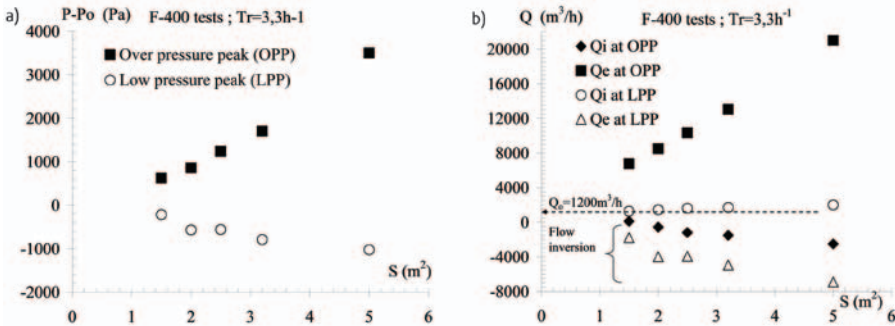 a)
P-Po (Pa)
F-400 tests ; Tr=3,3h-1
4000
3000
2000
1000
0
-1000
-2000
Over pressure peak (OPP)
Low pressure peak (LPP)
S (m²)
0 1 2 3 4 5 6
b)
Q (m³/h)
F-400 tests ; Tr=3,3h⁻¹
20000
16000
12000
8000
4000
0
-4000
-8000
Qi at OPP
Qe at OPP
Qi at LPP
Qe at LPP
Q₀=1200m³/h
Flow
inversion
S (m²)
0 1 2 3 4 5 6